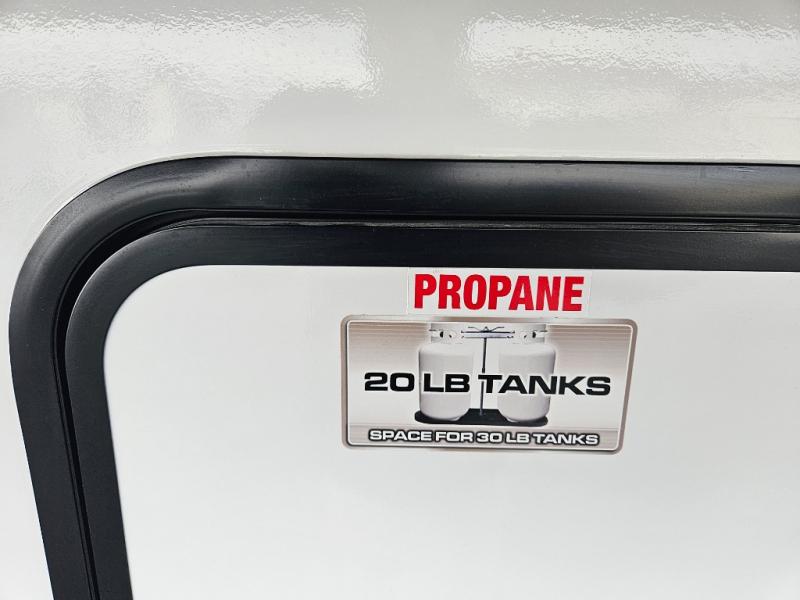 PROPANE
20 LB TANKS
SPACE FOR 30 LB TANKS